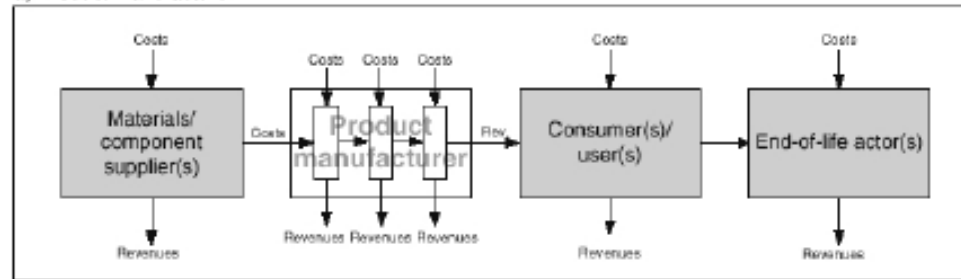 Costs
Costs
Costs
Costs Costs Costs
Materials/
component
supplier(s)
Costs
Product
manufacturer
Rev.
Consumer(s)/
user(s)
End-of-life actor(s)
Revenues Revenues Revenues
Revenues
Revenues
Revenues